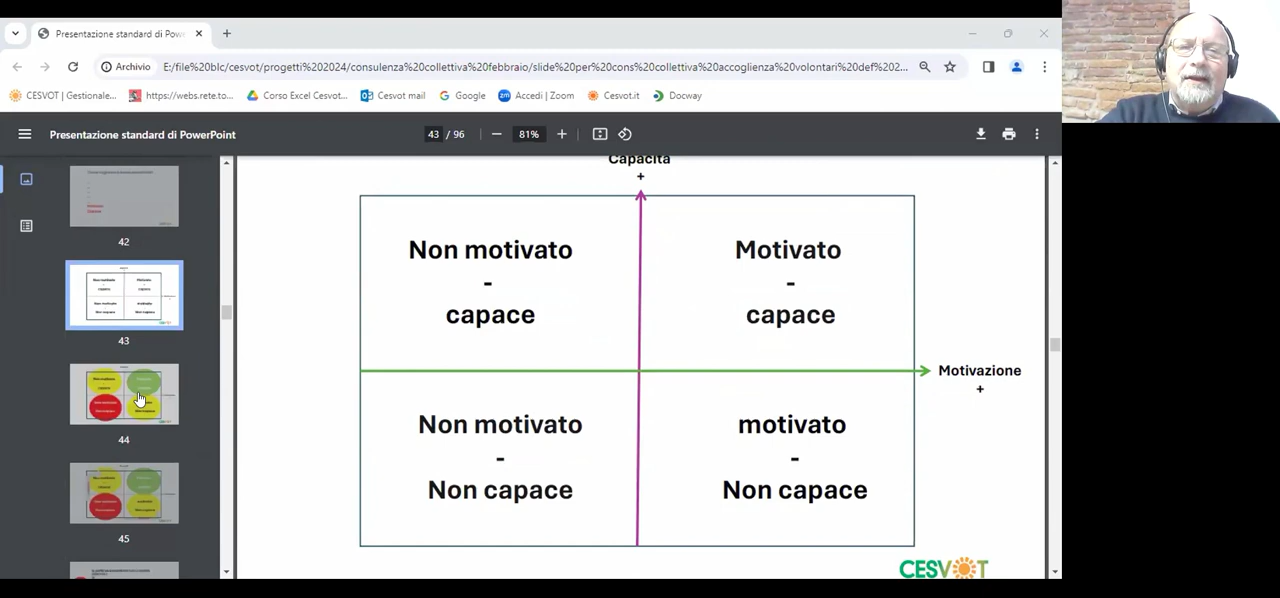 Presentazione standard di Pow
Archivio
E:/file%20blc/cesvot/progetti%202024/consulenza%20collettiva%20febbraio/slide%20per%20cons%20collettiva%20accoglienza%20volontari%20def%202...
CESVOT | Gestionale...
https://webs.rete.to...
Corso Excel Cesvot...
Cesvot mail
Google
Accedi | Zoom
Cesvot.it
Docway
Presentazione standard di PowerPoint
43 / 96
81%
42
43
44
45
Capacità
+
Non motivato
-
capace
Motivato
-
capace
Motivazione
+
Non motivato
-
Non capace
motivato
-
Non capace
CESVOT